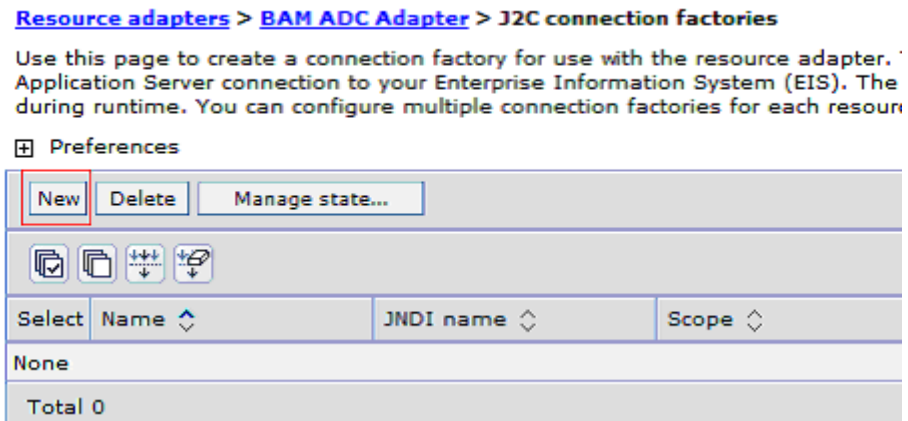 Resource adapters > BAM ADC Adapter > J2C connection factories
Use this page to create a connection factory for use with the resource adapter.
Application Server connection to your Enterprise Information System (EIS). The
during runtime. You can configure multiple connection factories for each
Preferences
New Delete Manage state...
Select Name JNDI name Scope
None
Total 0